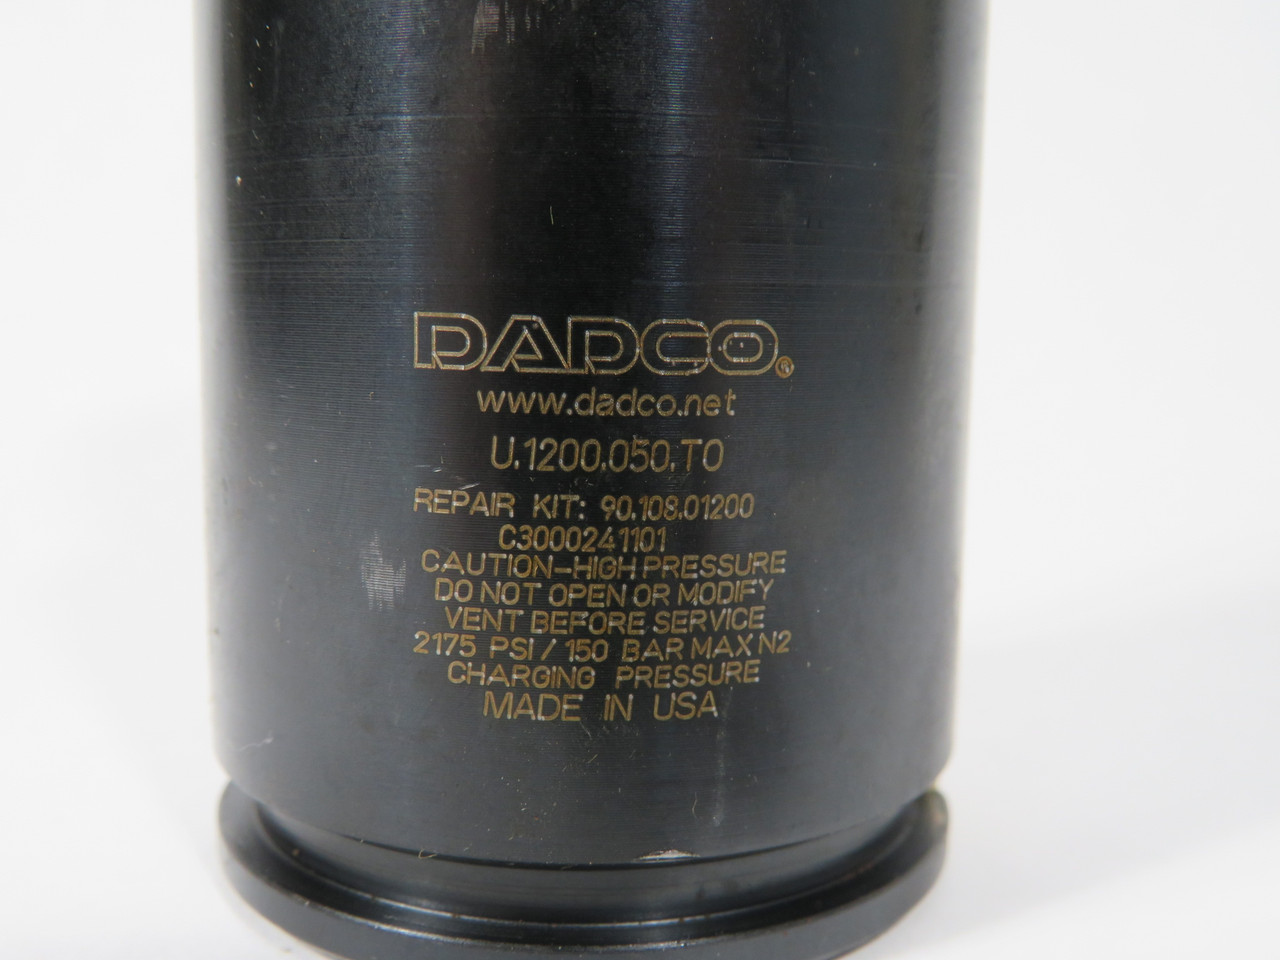 DADCO®
www.dadco.net
U.1200.050.TO
REPAIR KIT: 90.108.01200
C3000241101
CAUTION-HIGH PRESSURE
DO NOT OPEN OR MODIFY
VENT BEFORE SERVICE
2175 PSI / 150 BAR MAX N2
CHARGING PRESSURE
MADE IN USA